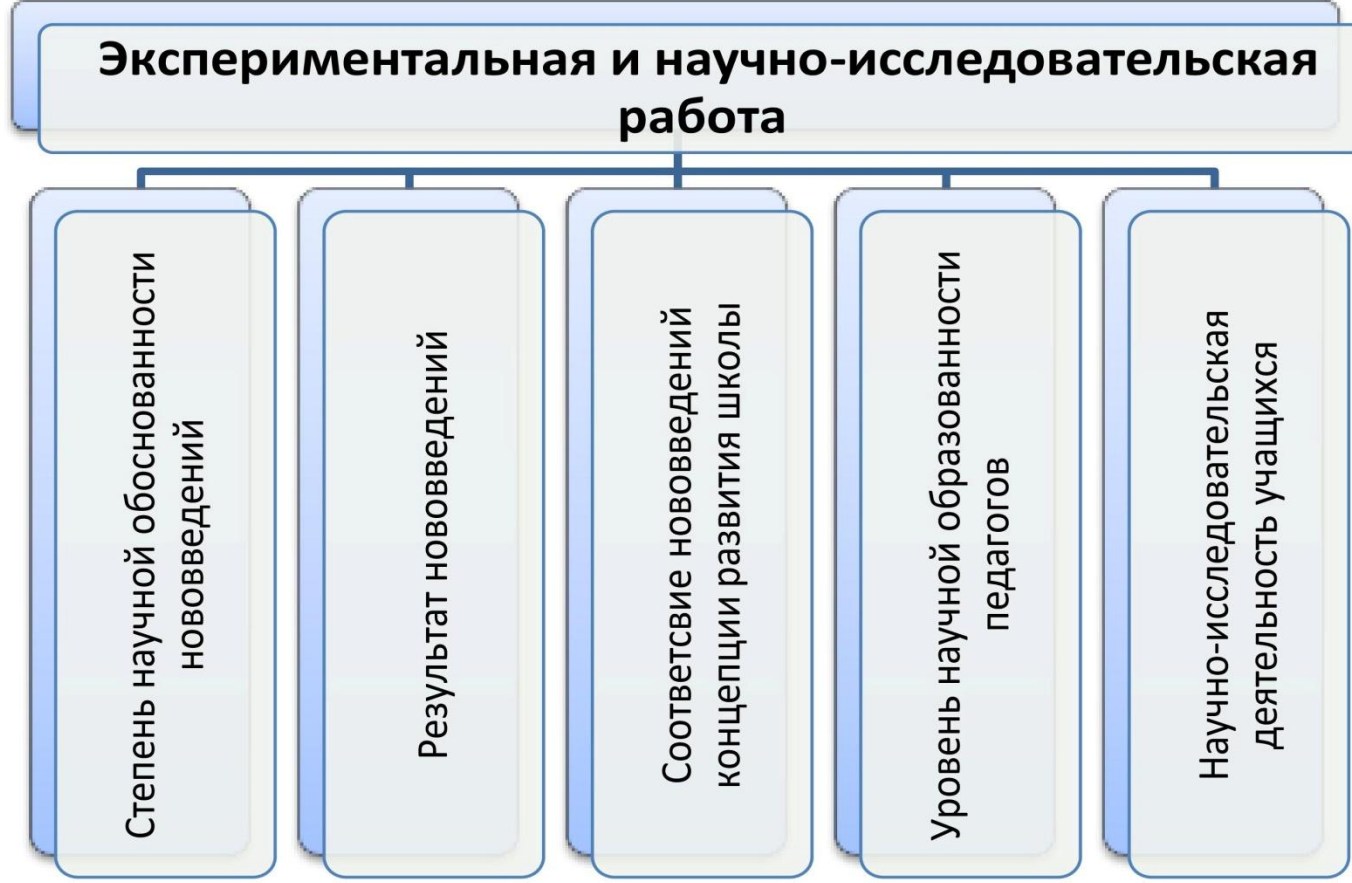 Экспериментальная и научно-исследовательская
работа
Степень научной обоснованности
нововведений
Результат нововведений
Соответсвие нововведений
концепции развития школы
Уровень научной образованности
педагогов
Научно-исследовательская
деятельность учащихся